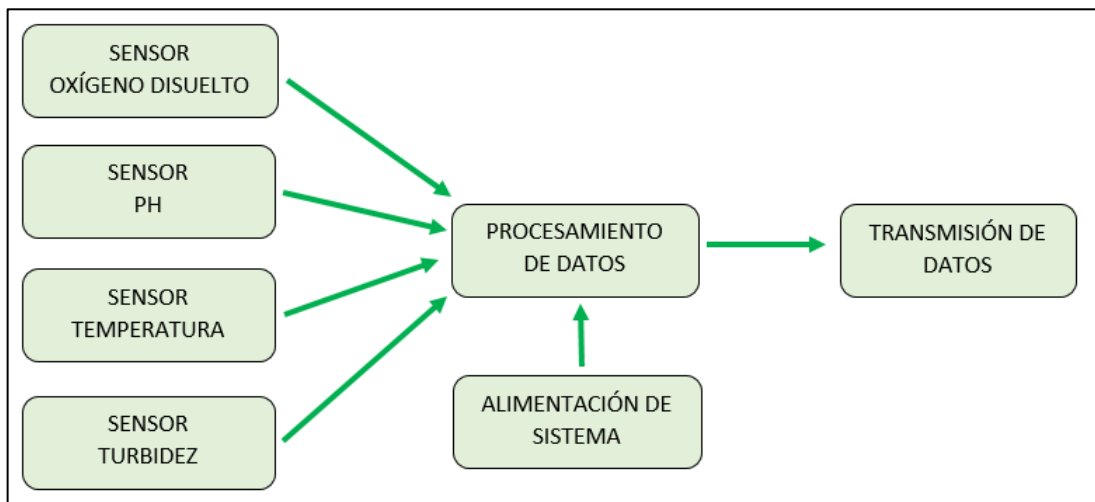 SENSOR
OXÍGENO DISUELTO
SENSOR
PH
SENSOR
TEMPERATURA
SENSOR
TURBIDEZ
PROCESAMIENTO
DE DATOS
ALIMENTACIÓN DE
SISTEMA
TRANSMISIÓN DE
DATOS